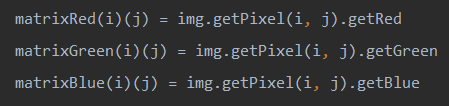 matrixRed(i)(j) = img.getPixel(i, j).getRed
matrixGreen(i)(j) = img.getPixel(i, j).getGreen
matrixBlue(i)(j) = img.getPixel(i, j).getBlue